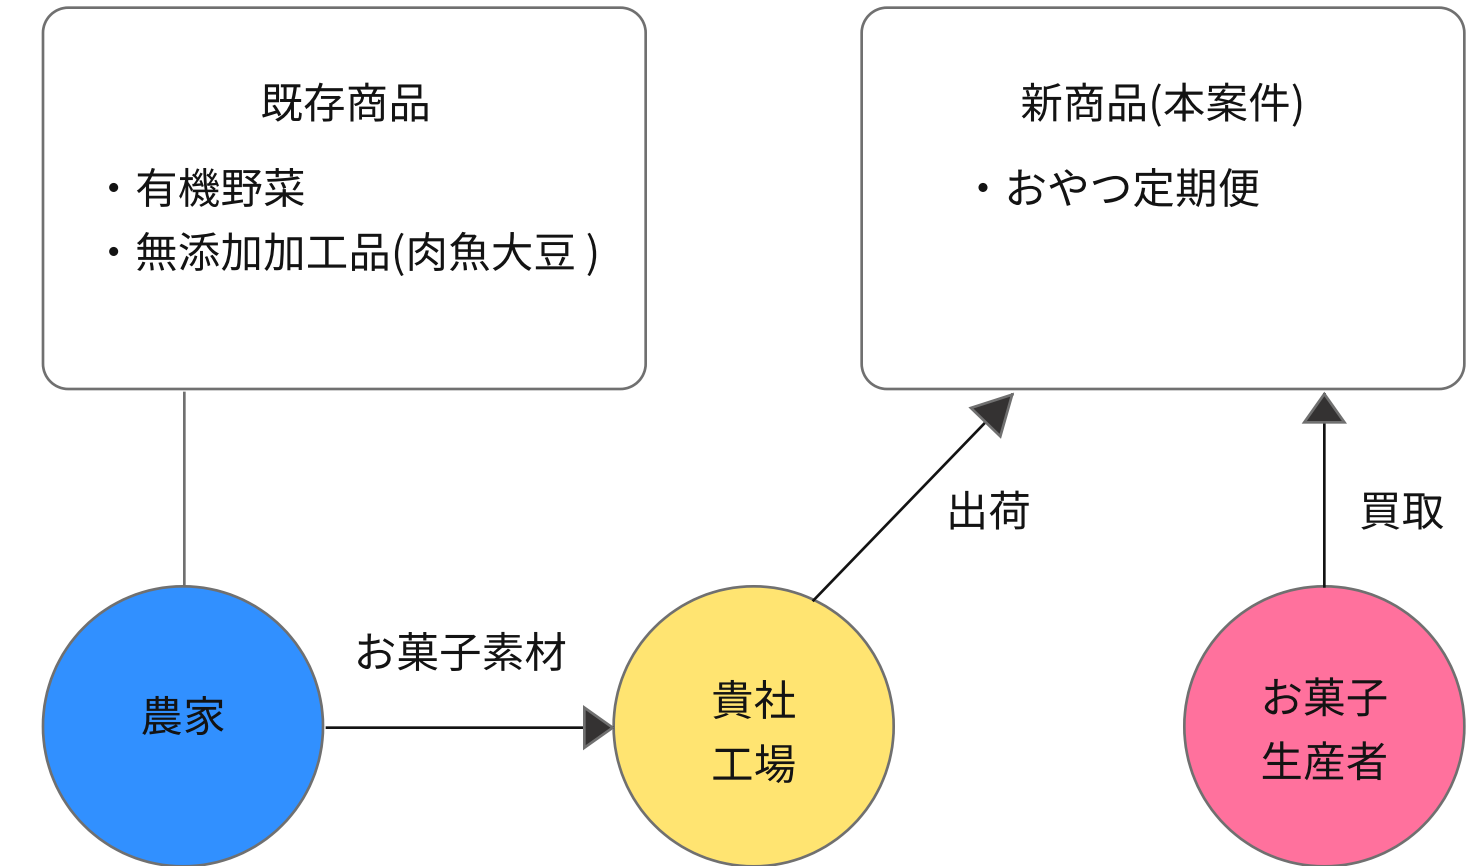 既存商品
・有機野菜
・無添加加工品(肉魚大豆 )
新商品(本案件)
・おやつ定期便
出荷
買取
お菓子素材
農家
貴社
工場
お菓子
生産者